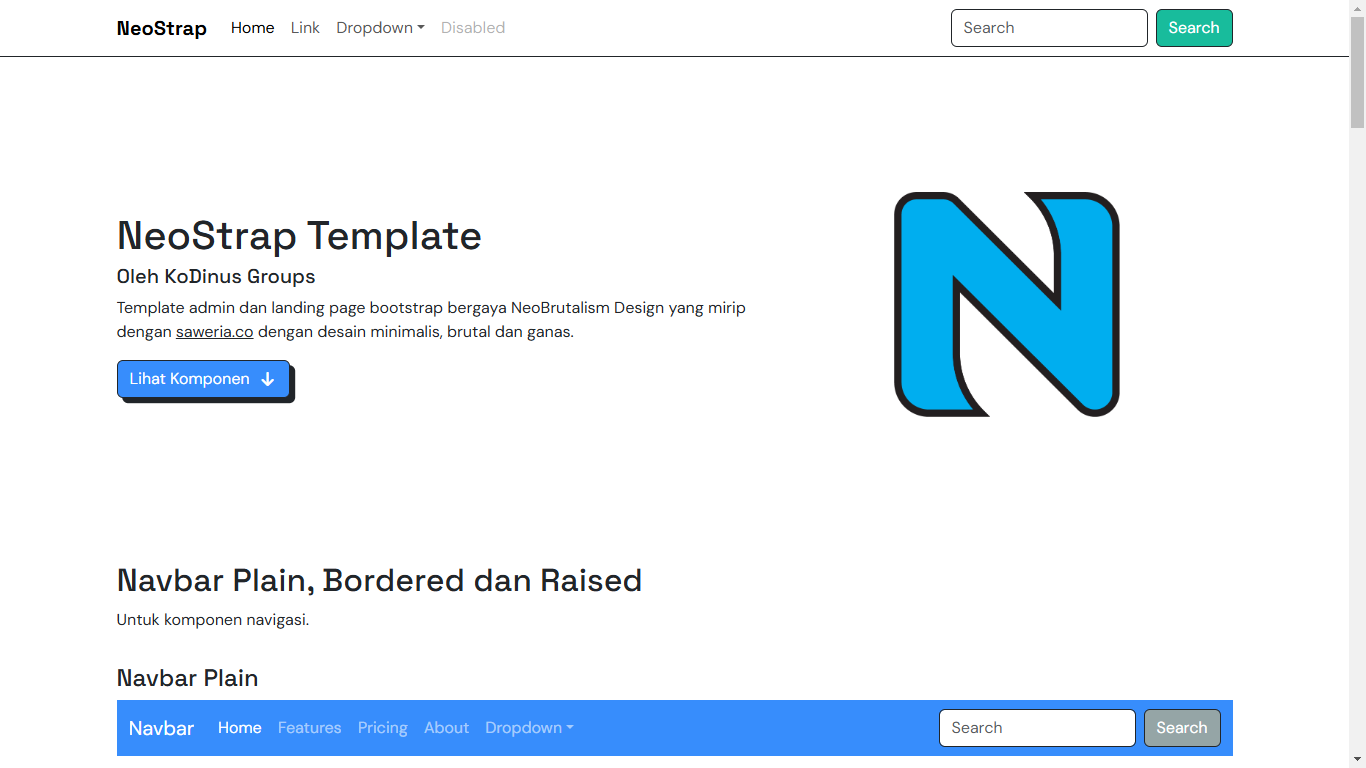 NeoStrap Home Link Dropdown Disabled Search Search
NeoStrap Template
Oleh KoDinus Groups
Template admin dan landing page bootstrap bergaya NeoBrutalism Design yang mirip
dengan saweria.co dengan desain minimalis, brutal dan ganas.
Lihat Komponen
N
Navbar Plain, Bordered dan Raised
Untuk komponen navigasi.
Navbar Plain
Navbar Home Features Pricing About Dropdown Search Search